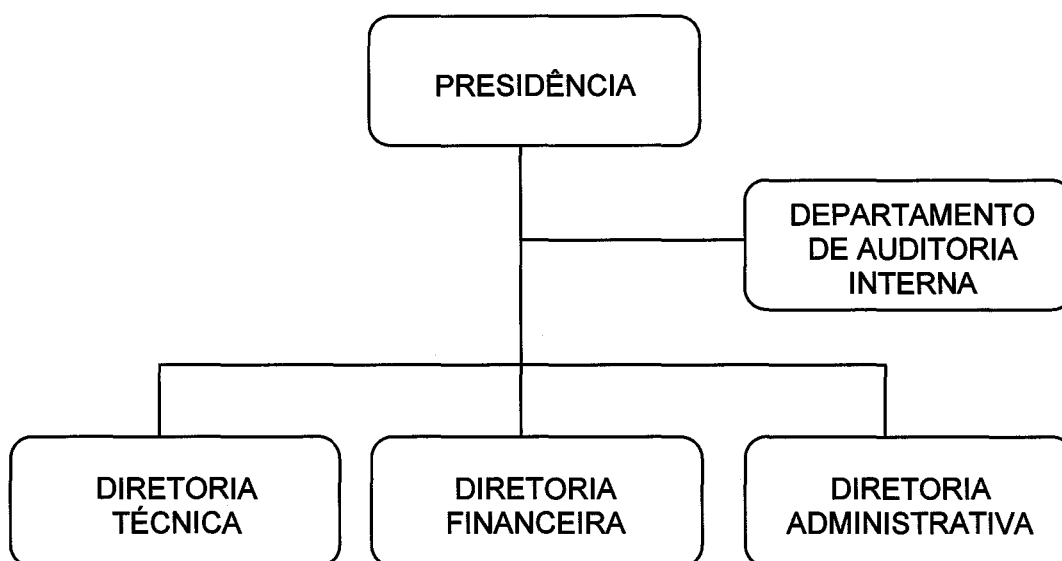 PRESIDÊNCIA
DEPARTAMENTO
DE AUDITORIA
INTERNA
DIRETORIA
TÉCNICA
DIRETORIA
FINANCEIRA
DIRETORIA
ADMINISTRATIVA